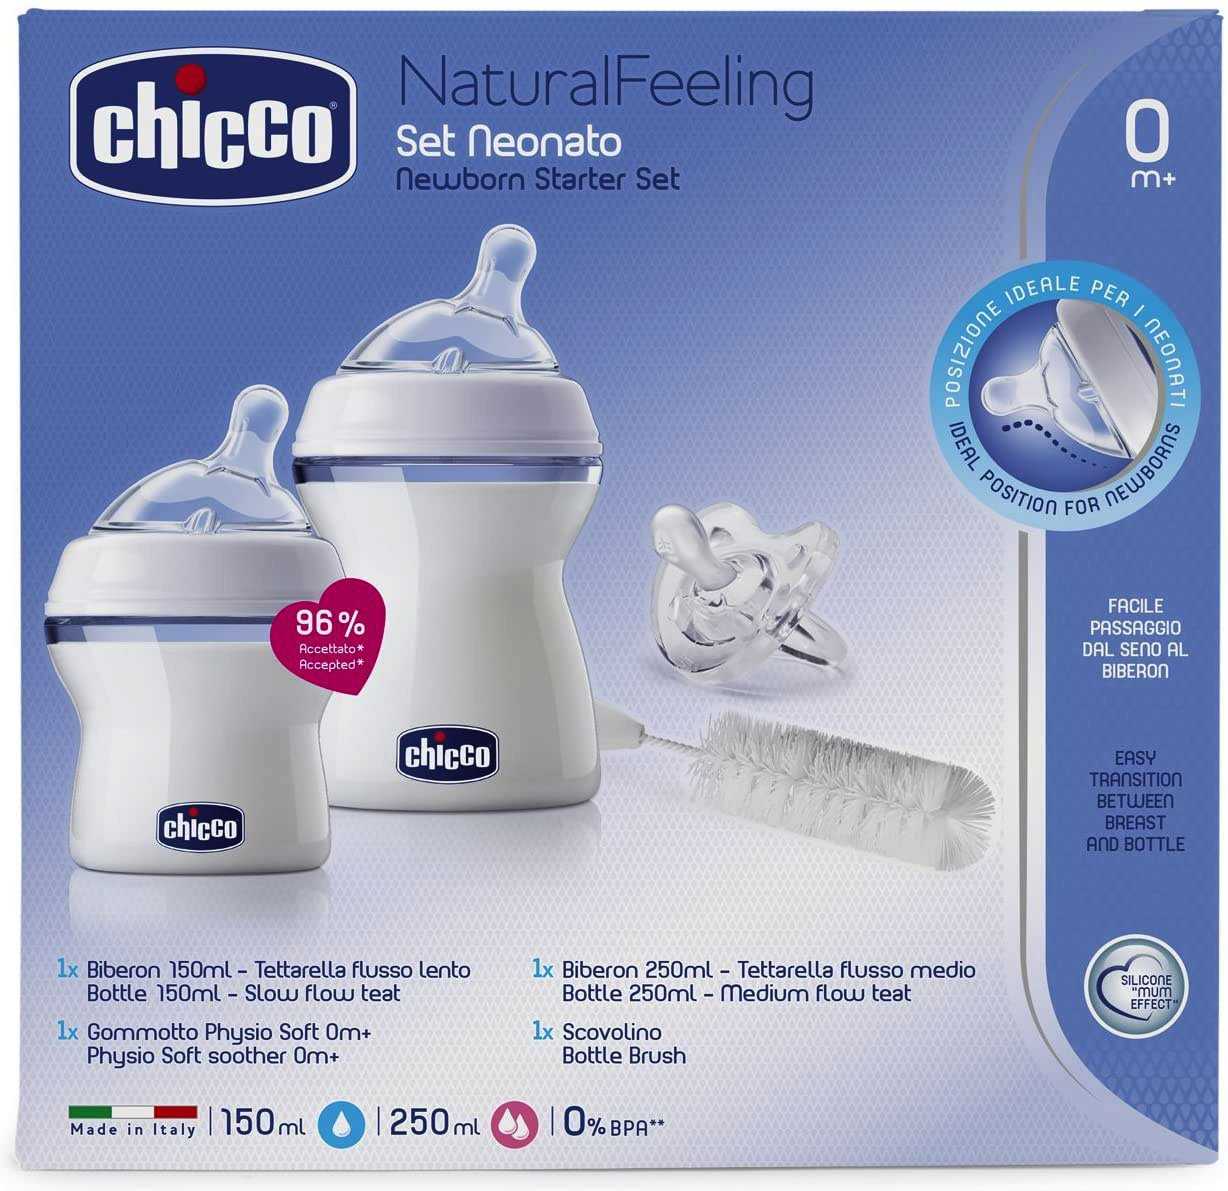 chicco®
NaturalFeeling
Set Neonato
Newborn Starter Set
0
m+
POSIZIONE IDEALE PER I NEONATI
IDEAL POSITION FOR NEWBORNS
96%
Accettato*
Accepted*
chicco
chicco
FACILE
PASSAGGIO
DAL SENO AL
BIBERON
EASY
TRANSITION
BETWEEN
BREAST
AND BOTTLE
SILICONE
"MUM
EFFECT"
1x Biberon 150ml - Tettarella flusso lento
Bottle 150ml - Slow flow teat
1x Gommotto Physio Soft 0m+
Physio Soft soother 0m+
1x Biberon 250ml - Tettarella flusso medio
Bottle 250ml - Medium flow teat
1x Scovolino
Bottle Brush
Made in Italy | 150ml | 250ml | 0% BPA**